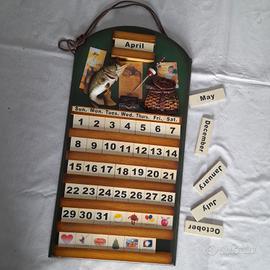 April
Sun. Mon. Tues. Wed. Thurs. Fri. Sat.
1 2 3 4 5 6 7
8 9 10 11 12 13 14
15 16 17 18 19 20 21
22 23 24 25 26 27 28
29 30 31
May
December
January
July
October